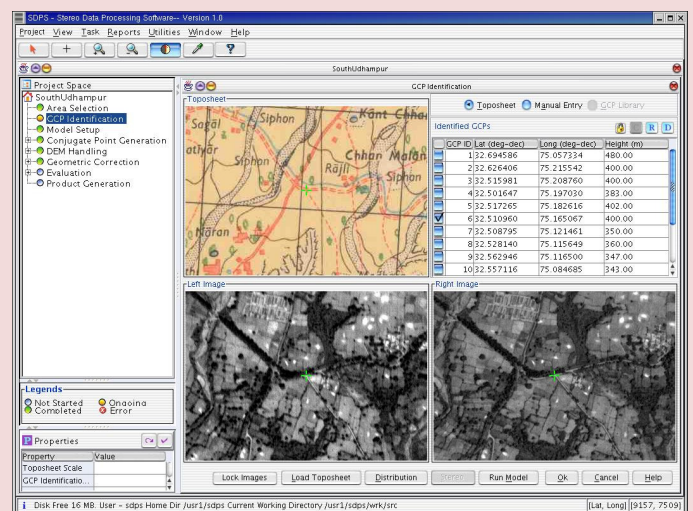 SDPS - Stereo Data Processing Software-- Version 1.0
Project View Task Reports Utilities Window Help
SouthUdhampur
Project Space
SouthUdhampur
Area Selection
GCP Identification
Model Setup
Conjugate Point Generation
DEM Handling
Geometric Correction
Evaluation
Product Generation
Legends
Not Started Ongoing
Completed Error
Properties
Property Value
Toposheet Scale
GCP Identificatio...
GCP Identification
Toposheet
Siphon
Kant Chhan
Sagal
Siphon
Chhan Malan
Rajli
Siphon
Siphon
Naran
Toposheet Manual Entry GCP Library
Identified GCPs
R D
GCP ID Lat (deg-dec) Long (deg-dec) Height (m)
1 32.694586 75.057334 480.00
2 32.626406 75.215542 400.00
3 32.515981 75.208760 400.00
4 32.501647 75.197030 383.00
5 32.517265 75.182616 402.00
6 32.510960 75.165067 400.00
7 32.508795 75.121461 350.00
8 32.528140 75.115649 360.00
9 32.562946 75.116500 347.00
10 32.557116 75.084685 343.00
Left Image
Right Image
Lock Images Load Toposheet Distribution Stereo Run Model Ok Cancel Help
i Disk Free 16 MB. User - sdps Home Dir /usr1/sdps Current Working Directory /usr1/sdps/wrk/src [Lat, Long] [9157, 7509]